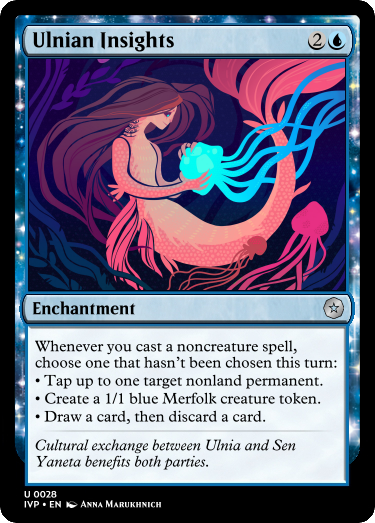 Ulnian Insights 2
Enchantment
Whenever you cast a noncreature spell,
choose one that hasn't been chosen this turn:
• Tap up to one target nonland permanent.
• Create a 1/1 blue Merfolk creature token.
• Draw a card, then discard a card.
Cultural exchange between Ulnia and Sen
Yaneta benefits both parties.
U 0028
IVP • EN Anna Marukhnich